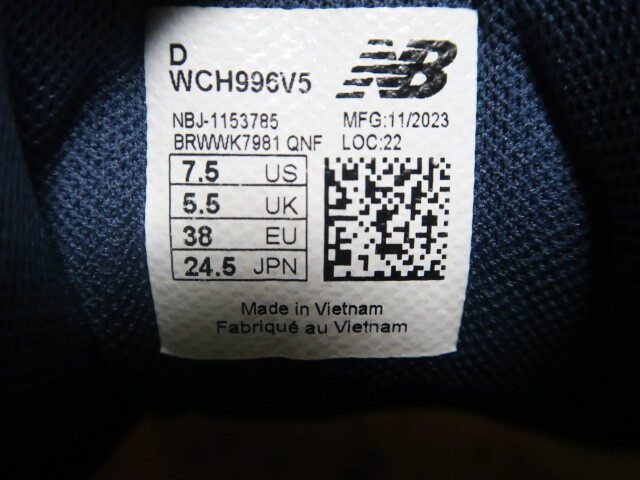 D
WCH996V5
NB
NBJ-1153785 MFG:11/2023
BRWWK7981 QNF LOC:22
7.5 US
5.5 UK
38 EU
24.5 JPN
Made in Vietnam
Fabriqué au Vietnam